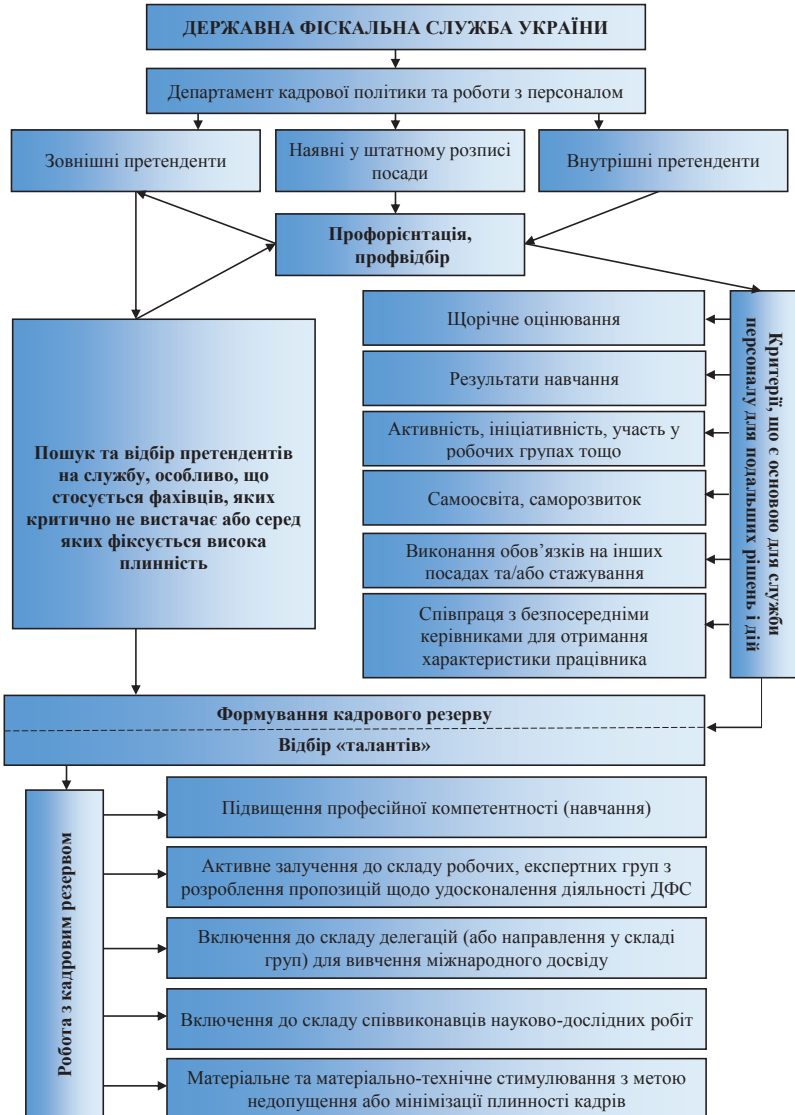 ДЕРЖАВНА ФІСКАЛЬНА СЛУЖБА УКРАЇНИ
Департамент кадрової політики та роботи з персоналом
Зовнішні претенденти
Наявні у штатному розписі
посади
Внутрішні претенденти
Профорієнтація,
профвідбір
Пошук та відбір претендентів
на службу, особливо, що
стосується фахівців, яких
критично не вистачає або серед
яких фіксується висока
плинність
Щорічне оцінювання
Результати навчання
Активність, ініціативність, участь у
робочих групах тощо
Самоосвіта, саморозвиток
Виконання обов’язків на інших
посадах та/або стажування
Співпраця з безпосередніми
керівниками для отримання
характеристики працівника
Критерії, що є основою для служби
персоналу для подальших рішень і дій
Формування кадрового резерву
Відбір «талантів»
Робота з кадровим резервом
Підвищення професійної компетентності (навчання)
Активне залучення до складу робочих, експертних груп з
розроблення пропозицій щодо удосконалення діяльності ДФС
Включення до складу делегацій (або направлення у складі
груп) для вивчення міжнародного досвіду
Включення до складу співвиконавців науково-дослідних робіт
Матеріальне та матеріально-технічне стимулювання з метою
недопущення або мінімізації плинності кадрів